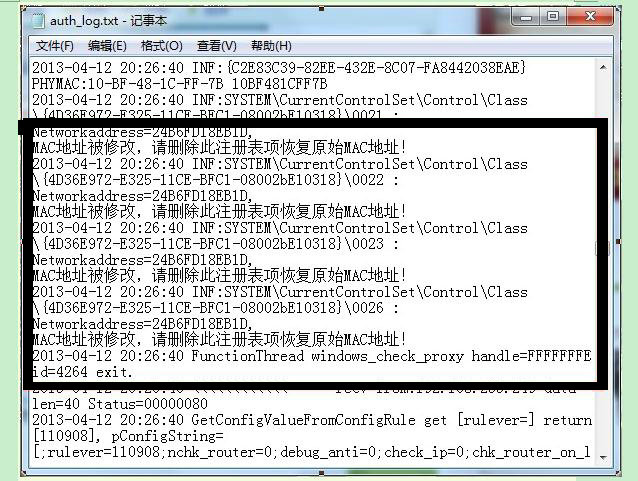 auth_log.txt - 记事本
文件(F) 编辑(E) 格式(O) 查看(V) 帮助(H)
2013-04-12 20:26:40 INF:{C2E83C39-82EE-432E-8C07-FA8442038EAE}
PHYMAC:10-BF-48-1C-FF-7B 10BF481CFF7B
2013-04-12 20:26:40 INF:SYSTEM\CurrentControlSet\Control\Class
\{4D36E972-E325-11CE-BFC1-08002bE10318}\0021 :
Networkaddress=24B6FD18EB1D,
MAC地址被修改，请删除此注册表项恢复原始MAC地址!
2013-04-12 20:26:40 INF:SYSTEM\CurrentControlSet\Control\Class
\{4D36E972-E325-11CE-BFC1-08002bE10318}\0022 :
Networkaddress=24B6FD18EB1D,
MAC地址被修改，请删除此注册表项恢复原始MAC地址!
2013-04-12 20:26:40 INF:SYSTEM\CurrentControlSet\Control\Class
\{4D36E972-E325-11CE-BFC1-08002bE10318}\0023 :
Networkaddress=24B6FD18EB1D,
MAC地址被修改，请删除此注册表项恢复原始MAC地址!
2013-04-12 20:26:40 INF:SYSTEM\CurrentControlSet\Control\Class
\{4D36E972-E325-11CE-BFC1-08002bE10318}\0026 :
Networkaddress=24B6FD18EB1D,
MAC地址被修改，请删除此注册表项恢复原始MAC地址!
2013-04-12 20:26:40 FunctionThread windows_check_proxy handle=FFFFFFFE
id=4264 exit.
len=40 Status=00000080
2013-04-12 20:26:40 GetConfigValueFromConfigRule get [rulever=] return
[110908], pConfigString=
[;rulever=110908;nchk_router=0;debug_anti=0;check_ip=0;chk_router_on_l